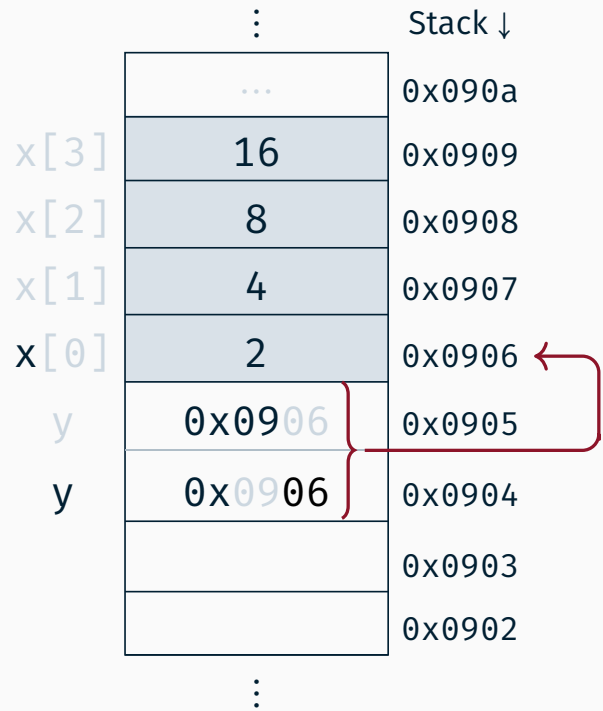 ⋮ Stack ↓
... 0x090a
x[3] 16 0x0909
x[2] 8 0x0908
x[1] 4 0x0907
x[0] 2 0x0906
y 0x0906 0x0905
y 0x0906 0x0904
0x0903
0x0902
⋮